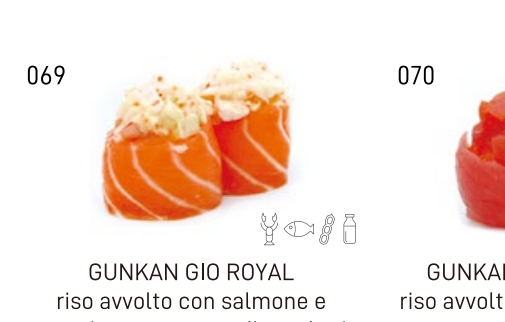 069
070
GUNKAN GIO ROYAL
GUNKAN
riso avvolto con salmone e
riso avvolt